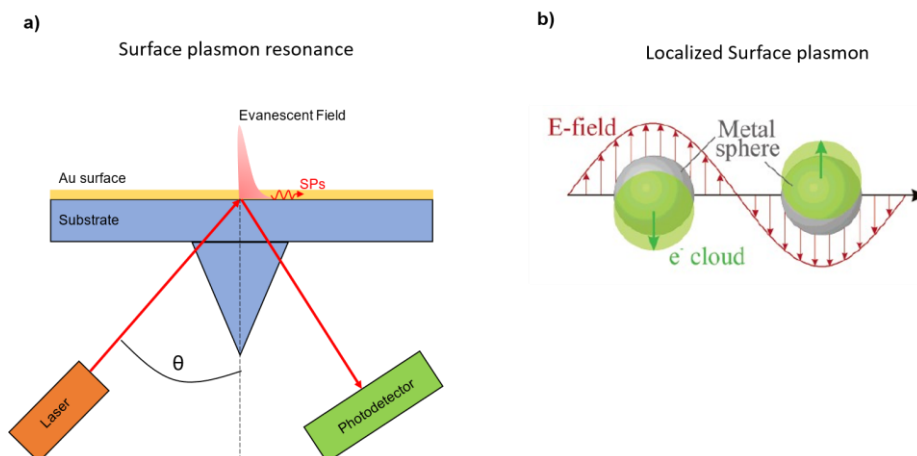 a)
Surface plasmon resonance
Evanescent Field
Au surface
SPs
Substrate
θ
Laser
Photodetector
b)
Localized Surface plasmon
E-field
Metal
sphere
e⁻ cloud